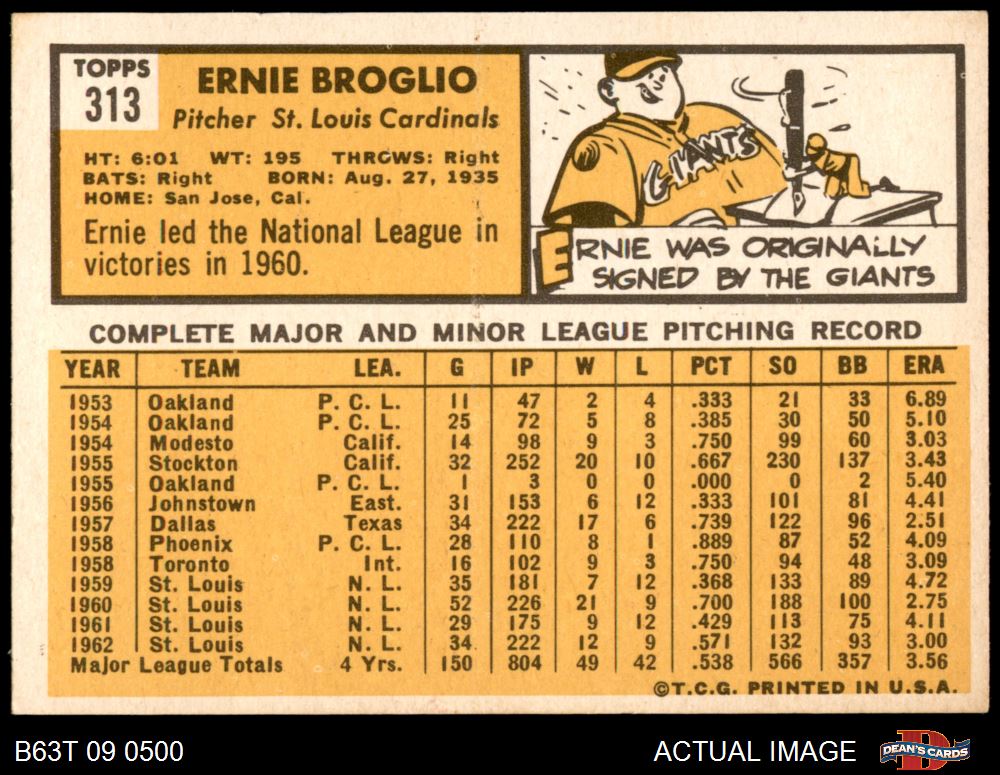 TOPPS
313
ERNIE BROGLIO
Pitcher St. Louis Cardinals
HT: 6:01 WT: 195 THROWS: Right
BATS: Right BORN: Aug. 27, 1935
HOME: San Jose, Cal.
Ernie led the National League in
victories in 1960.
GIANTS
ERNIE WAS ORIGINALLY
SIGNED BY THE GIANTS
COMPLETE MAJOR AND MINOR LEAGUE PITCHING RECORD
YEAR TEAM LEA. G IP W L PCT SO BB ERA
1953 Oakland P. C. L. 11 47 2 4 .333 21 33 6.89
1954 Oakland P. C. L. 25 72 5 8 .385 30 50 5.10
1954 Modesto Calif. 14 98 9 3 .750 99 60 3.03
1955 Stockton Calif. 32 252 20 10 .667 230 137 3.43
1955 Oakland P. C. L. 1 3 0 0 .000 0 2 5.40
1956 Johnstown East. 31 153 6 12 .333 101 81 4.41
1957 Dallas Texas 34 222 17 6 .739 122 96 2.51
1958 Phoenix P. C. L. 28 110 8 1 .889 87 52 4.09
1958 Toronto Int. 16 102 9 3 .750 94 48 3.09
1959 St. Louis N. L. 35 181 7 12 .368 133 89 4.72
1960 St. Louis N. L. 52 226 21 9 .700 188 100 2.75
1961 St. Louis N. L. 29 175 9 12 .429 113 75 4.11
1962 St. Louis N. L. 34 222 12 9 .571 132 93 3.00
Major League Totals 4 Yrs. 150 804 49 42 .538 566 357 3.56
©T.C.G. PRINTED IN U.S.A.
B63T 09 0500 ACTUAL IMAGE
D
DEAN'S CARDS